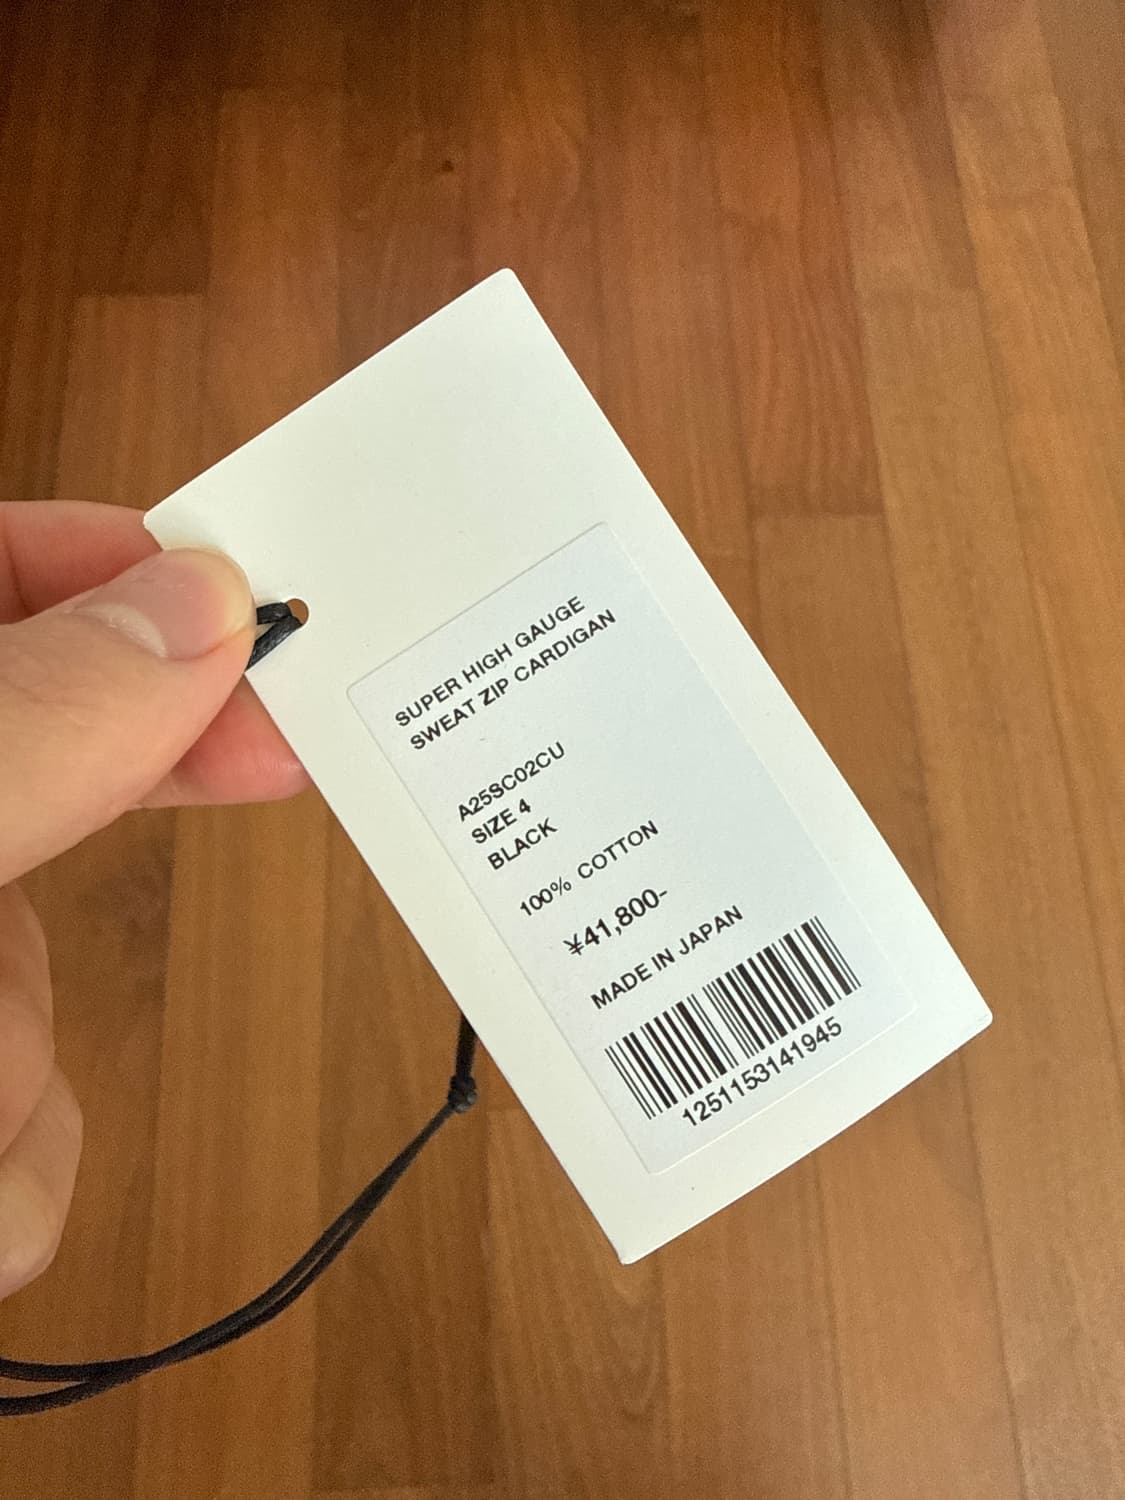 SUPER HIGH GAUGE
SWEAT ZIP CARDIGAN
A25SC02CU
SIZE 4
BLACK
100% COTTON
¥41,800-
MADE IN JAPAN
1251153141945